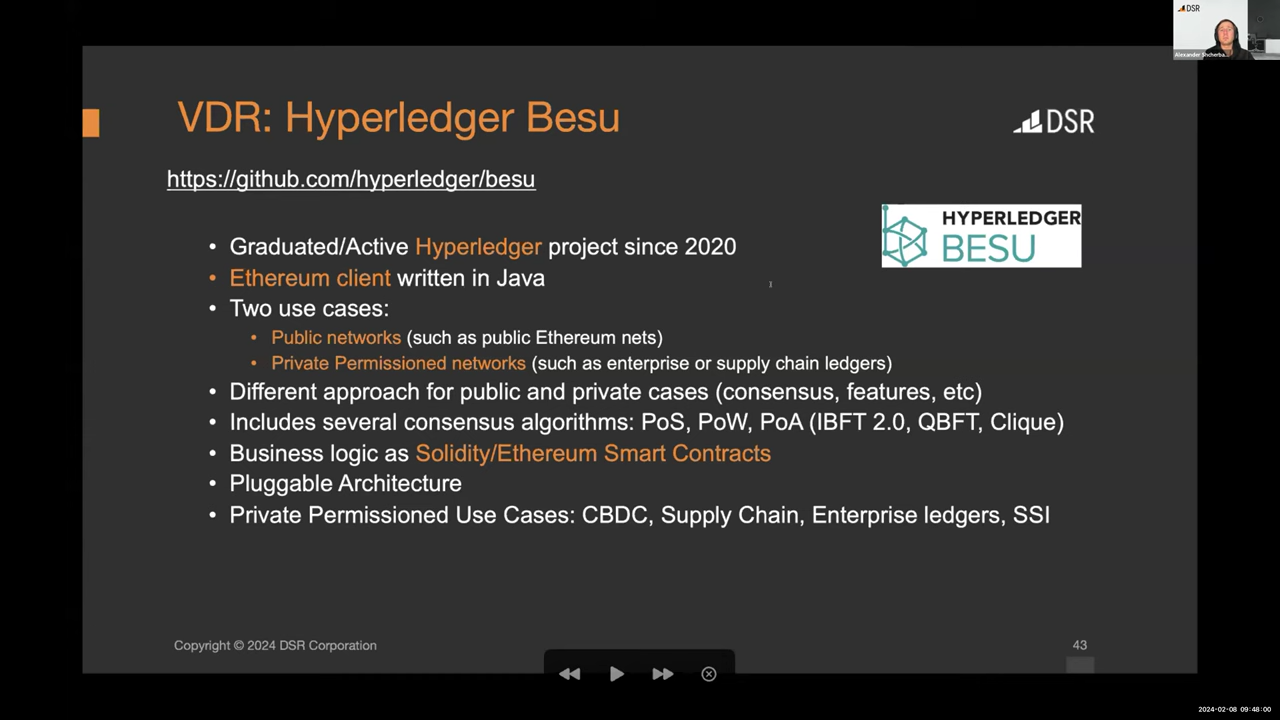 DSR
Alexander Shcherba...
VDR: Hyperledger Besu
DSR
https://github.com/hyperledger/besu
HYPERLEDGER
BESU
• Graduated/Active Hyperledger project since 2020
• Ethereum client written in Java
• Two use cases:
• Public networks (such as public Ethereum nets)
• Private Permissioned networks (such as enterprise or supply chain ledgers)
• Different approach for public and private cases (consensus, features, etc)
• Includes several consensus algorithms: PoS, PoW, PoA (IBFT 2.0, QBFT, Clique)
• Business logic as Solidity/Ethereum Smart Contracts
• Pluggable Architecture
• Private Permissioned Use Cases: CBDC, Supply Chain, Enterprise ledgers, SSI
Copyright © 2024 DSR Corporation
43
2024-02-08 09:48:00